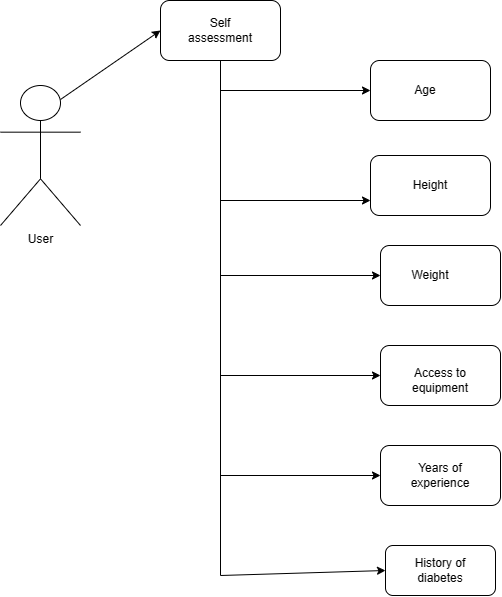 Self
assessment
Age
Height
User
Weight
Access to
equipment
Years of
experience
History of
diabetes